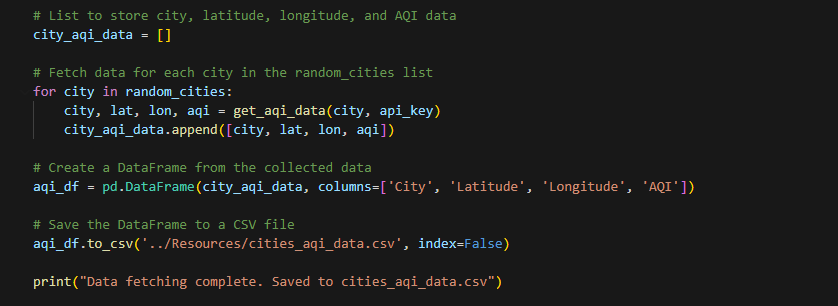 # List to store city, latitude, longitude, and AQI data
city_aqi_data = []
# Fetch data for each city in the random_cities list
for city in random_cities:
    city, lat, lon, aqi = get_aqi_data(city, api_key)
    city_aqi_data.append([city, lat, lon, aqi])
# Create a DataFrame from the collected data
aqi_df = pd.DataFrame(city_aqi_data, columns=['City', 'Latitude', 'Longitude', 'AQI'])
# Save the DataFrame to a CSV file
aqi_df.to_csv('../Resources/cities_aqi_data.csv', index=False)
print("Data fetching complete. Saved to cities_aqi_data.csv")